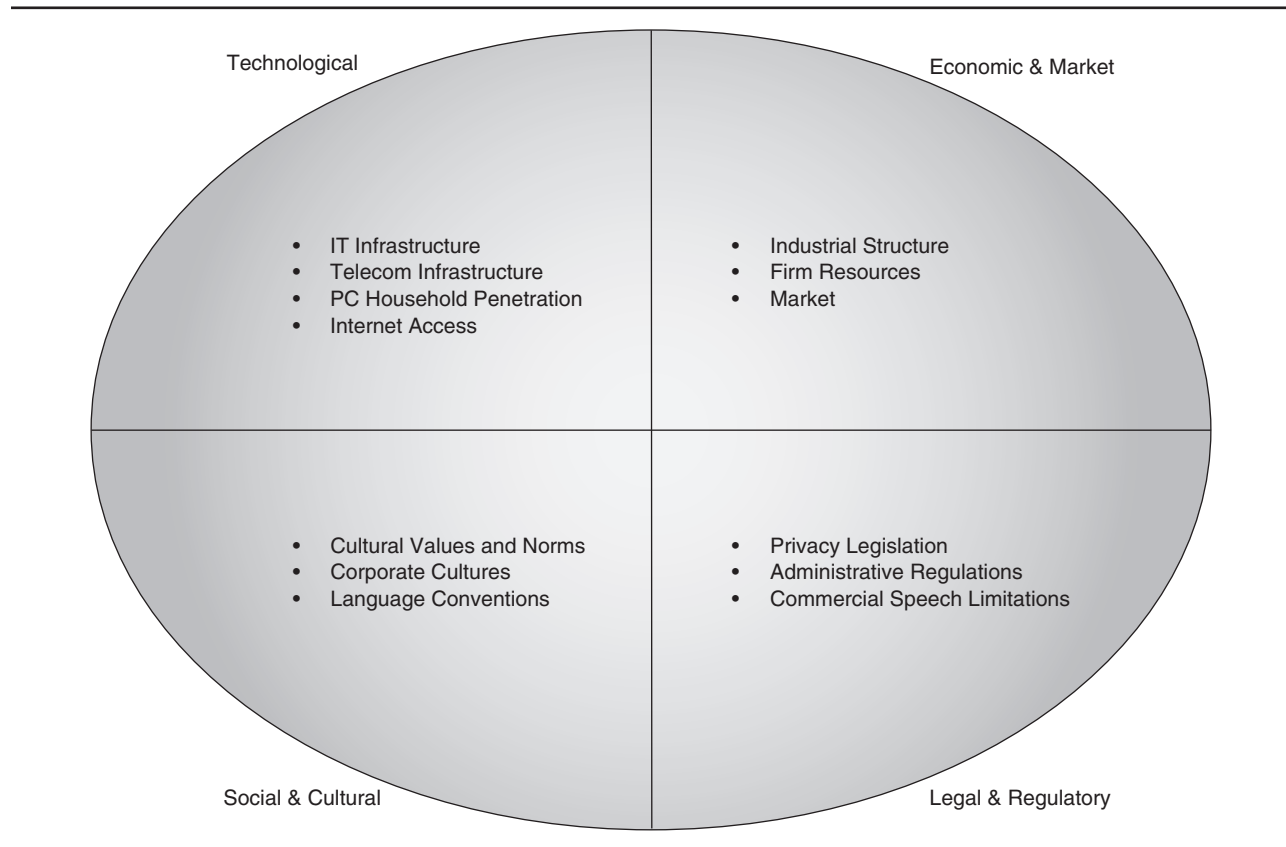 Technological
Economic & Market
• IT Infrastructure
• Telecom Infrastructure
• PC Household Penetration
• Internet Access
• Industrial Structure
• Firm Resources
• Market
• Cultural Values and Norms
• Corporate Cultures
• Language Conventions
• Privacy Legislation
• Administrative Regulations
• Commercial Speech Limitations
Social & Cultural
Legal & Regulatory